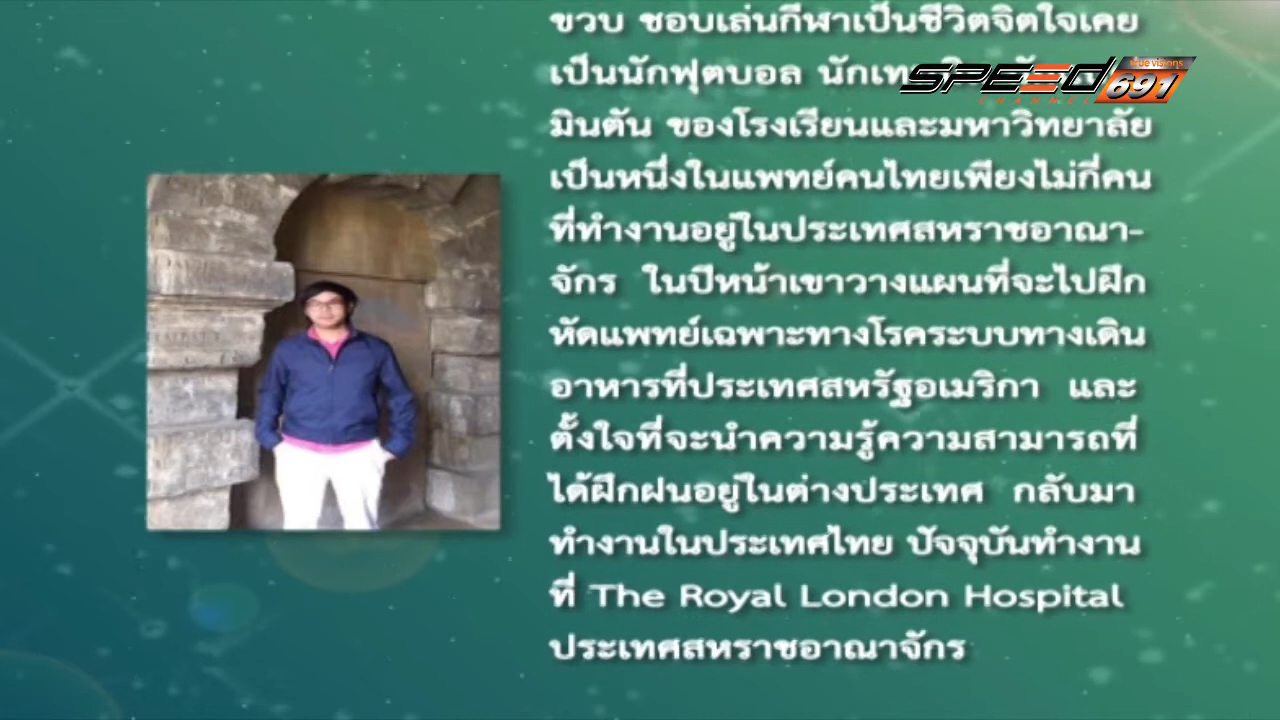 ขวบ ชอบเล่นกีฬาเป็นชีวิตจิตใจเคย
เป็นนักฟุตบอล
มินตัน ของโรงเรียนและมหาวิทยาลัย
เป็นหนึ่งในแพทย์คนไทยเพียงไม่กี่คน
ที่ทำงานอยู่ในประเทศสหราชอาณา-
จักร ในปีหน้าเขาวางแผนที่จะไปฝึก
หัดแพทย์เฉพาะทางโรคระบบทางเดิน
อาหารที่ประเทศสหรัฐอเมริกา และ
ตั้งใจที่จะนำความรู้ความสามารถที่
ได้ฝึกฝนอยู่ในต่างประเทศ กลับมา
ทำงานในประเทศไทย ปัจจุบันทำงาน
ที่ The Royal London Hospital
ประเทศสหราชอาณาจักร
true visions
SPEED 691
CHANNEL